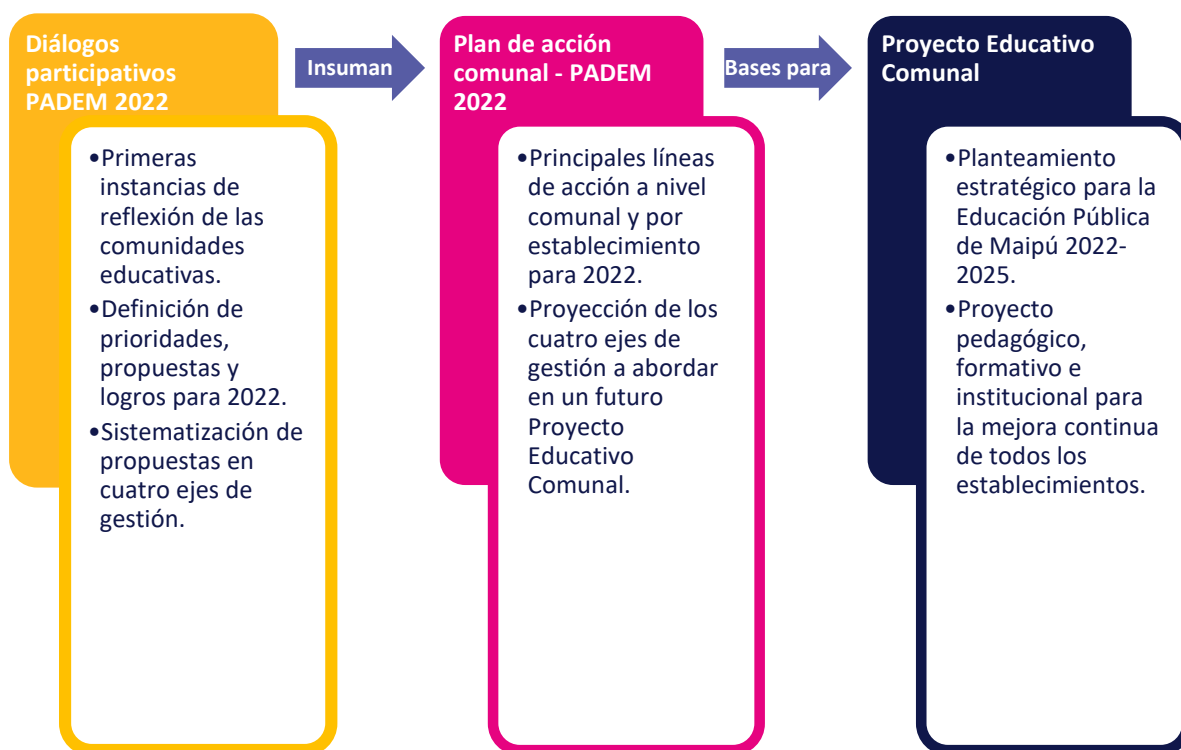 Diálogos
participativos
PADEM 2022
•Primeras
instancias de
reflexión de las
comunidades
educativas.
•Definición de
prioridades,
propuestas y
logros para 2022.
•Sistematización de
propuestas en
cuatro ejes de
gestión.
Insuman
Plan de acción
comunal - PADEM
2022
•Principales líneas
de acción a nivel
comunal y por
establecimiento
para 2022.
•Proyección de los
cuatro ejes de
gestión a abordar
en un futuro
Proyecto
Educativo
Comunal.
Bases para
Proyecto Educativo
Comunal
•Planteamiento
estratégico para la
Educación Pública
de Maipú 2022-
2025.
•Proyecto
pedagógico,
formativo e
institucional para
la mejora continua
de todos los
establecimientos.